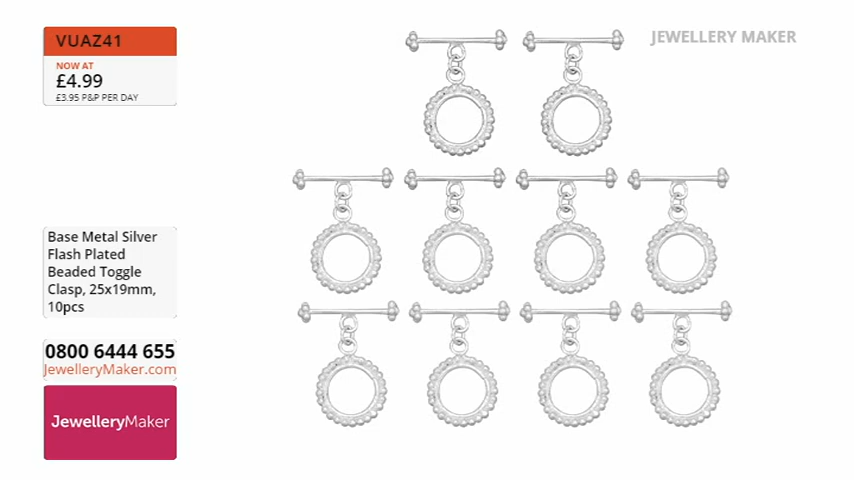 VUAZ41
NOW AT
£4.99
£3.95 P&P PER DAY
JEWELLERY MAKER
Base Metal Silver
Flash Plated
Beaded Toggle
Clasp, 25x19mm,
10pcs
0800 6444 655
JewelleryMaker.com
JewelleryMaker